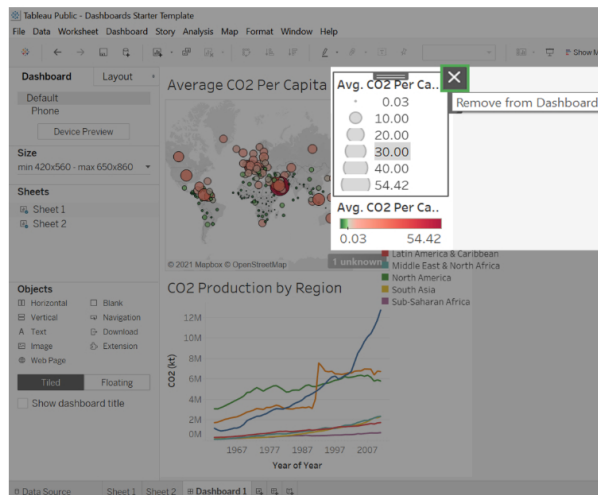 Tableau Public - Dashboards Starter Template
File Data Worksheet Dashboard Story Analysis Map Format Window Help
Show M
Dashboard Layout
Default
Phone
Device Preview
Size
min 420x560 - max 650x860
Sheets
Sheet 1
Sheet 2
Objects
Horizontal Blank
Vertical Navigation
A Text Download
Image Extension
Web Page
Tiled Floating
Show dashboard title
Average CO2 Per Capita
© 2021 Mapbox © OpenStreetMap
1 unknown
Avg. CO2 Per Ca..
Remove from Dashboard
0.03
10.00
20.00
30.00
40.00
54.42
Avg. CO2 Per Ca..
0.03 54.42
Latin America & Caribbean
Middle East & North Africa
North America
South Asia
Sub-Saharan Africa
CO2 Production by Region
12M
10M
8M
6M
4M
2M
0M
CO2 (kt)
1967 1977 1987 1997 2007
Year of Year
Data Source Sheet 1 Sheet 2 Dashboard 1